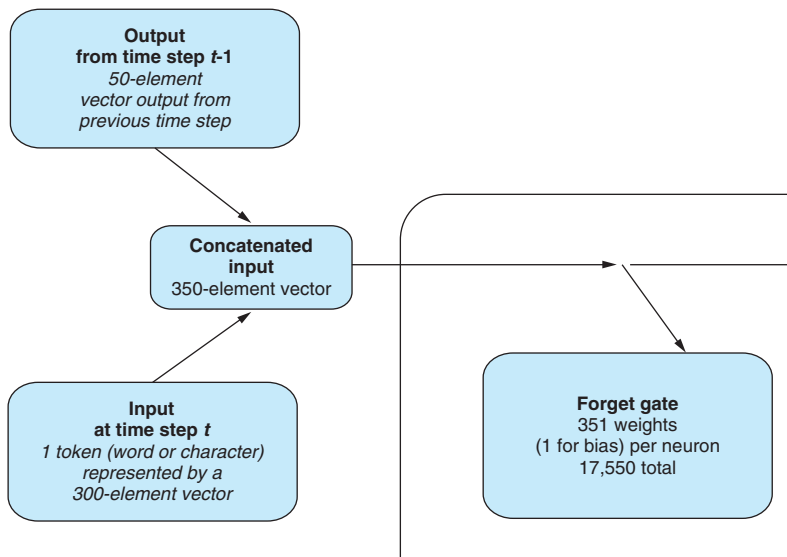 Output
from time step t-1
50-element
vector output from
previous time step
Concatenated
input
350-element vector
Input
at time step t
1 token (word or character)
represented by a
300-element vector
Forget gate
351 weights
(1 for bias) per neuron
17,550 total